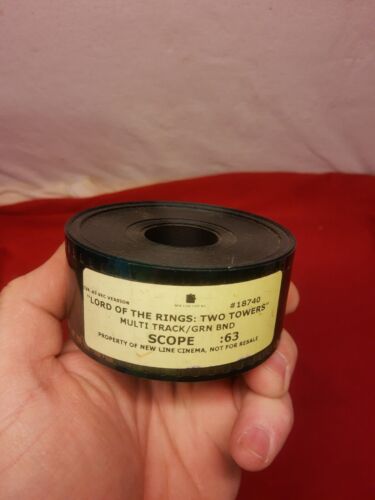 #18740
"LORD OF THE RINGS: TWO TOWERS"
MULTI TRACK/GRN BND
SCOPE :63
PROPERTY OF NEW LINE CINEMA, NOT FOR RESALE